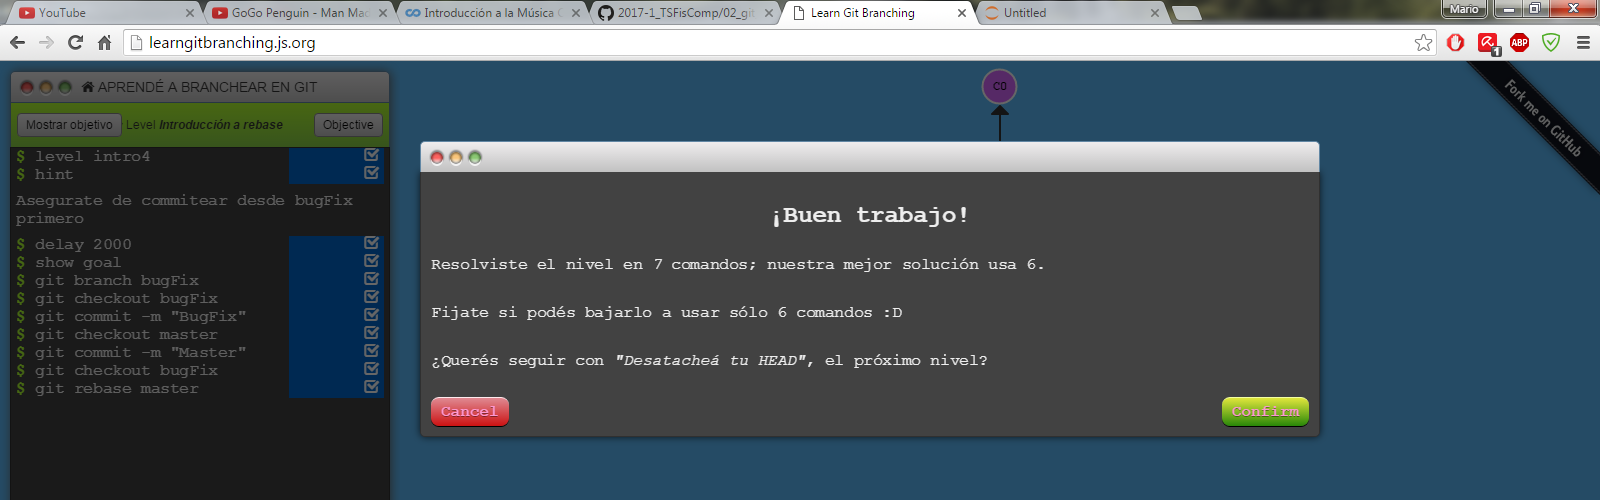 YouTube
GoGo Penguin - Man Mad
Introducción a la Música C
2017-1_TSFisComp/02_git
Learn Git Branching
Untitled
Mario
learngitbranching.js.org
1
ABP
APRENDÉ A BRANCHEAR EN GIT
Mostrar objetivo Level Introducción a rebase Objective
$ level intro4
$ hint
Asegurate de commitear desde bugFix
primero
$ delay 2000
$ show goal
$ git branch bugFix
$ git checkout bugFix
$ git commit -m "BugFix"
$ git checkout master
$ git commit -m "Master"
$ git checkout bugFix
$ git rebase master
C0
Fork me on GitHub
¡Buen trabajo!
Resolviste el nivel en 7 comandos; nuestra mejor solución usa 6.
Fijate si podés bajarlo a usar sólo 6 comandos :D
¿Querés seguir con "Desatacheá tu HEAD", el próximo nivel?
Cancel
Confirm